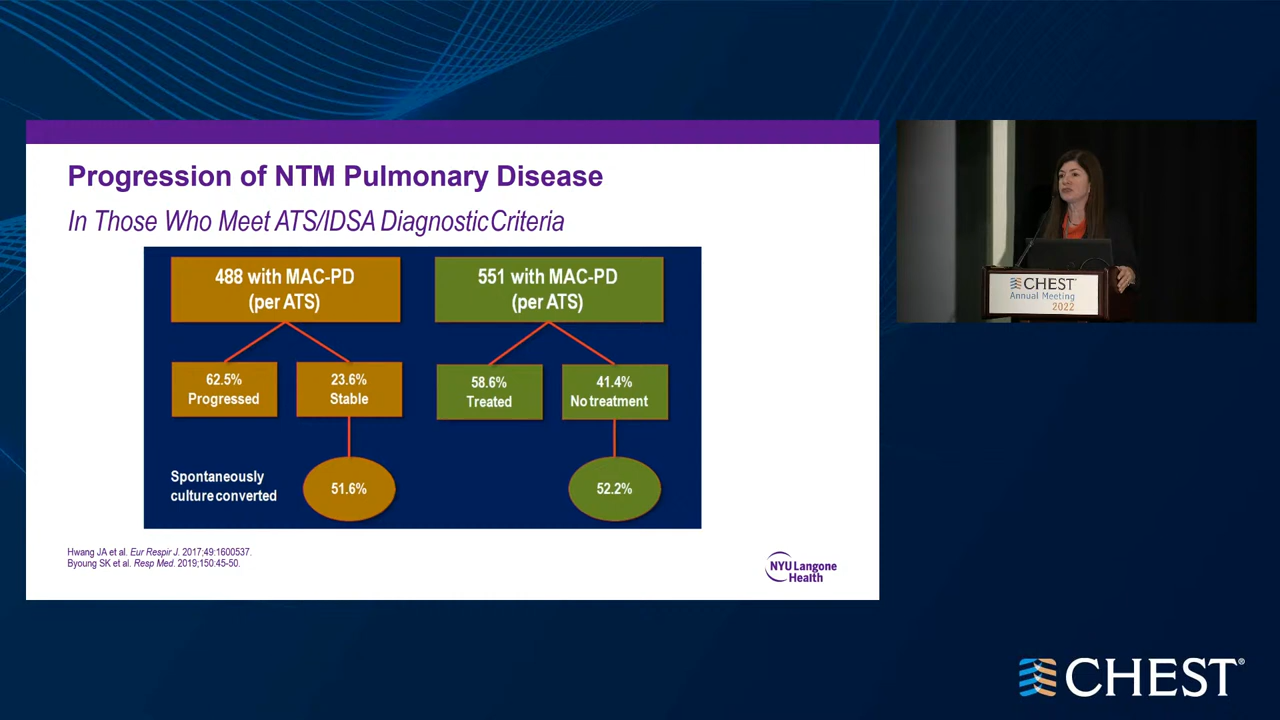 Progression of NTM Pulmonary Disease
In Those Who Meet ATS/IDSA Diagnostic Criteria
488 with MAC-PD
(per ATS)
551 with MAC-PD
(per ATS)
62.5%
Progressed
23.6%
Stable
58.6%
Treated
41.4%
No treatment
Spontaneously
culture converted
51.6%
52.2%
Hwang JA et al. Eur Respir J. 2017;49:1600537.
Byoung SK et al. Resp Med. 2019;150:45-50.
NYU Langone
Health
CHEST
Annual Meeting
2022
CHEST®